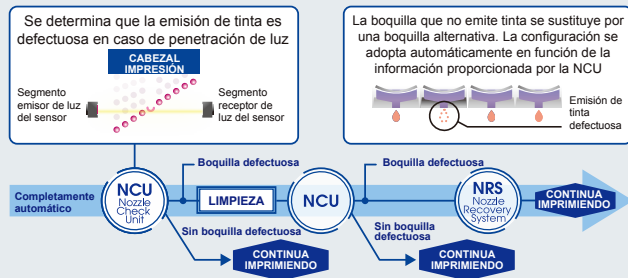 Se determina que la emisión de tinta es
defectuosa en caso de penetración de luz
CABEZAL
IMPRESIÓN
Segmento
emisor de luz
del sensor
Segmento
receptor de
luz del sensor
La boquilla que no emite tinta se sustituye por
una boquilla alternativa. La configuración se
adopta automáticamente en función de la
información proporcionada por la NCU
Emisión de
tinta
defectuosa
Completamente
automático
NCU
Nozzle
Check
Unit
Boquilla defectuosa
LIMPIEZA
Sin boquilla defectuosa
CONTINUA
IMPRIMIENDO
NCU
Boquilla defectuosa
Sin boquilla
defectuosa
CONTINUA
IMPRIMIENDO
NRS
Nozzle
Recovery
System
CONTINUA
IMPRIMIENDO